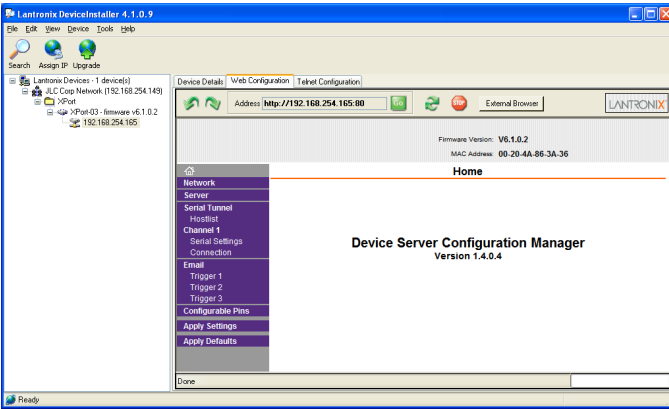 Lantronix DeviceInstaller 4.1.0.9
File Edit View Device Tools Help
Search Assign IP Upgrade
Lantronix Devices - 1 device(s)
JLC Corp Network (192.168.254.149)
XPort
XPort-03 - firmware v6.1.0.2
192.168.254.165
Device Details Web Configuration Telnet Configuration
Address http://192.168.254.165:80 Go STOP External Browser LANTRONIX
Firmware Version: V6.1.0.2
MAC Address: 00-20-4A-86-3A-36
Home
Network
Server
Serial Tunnel
Hostlist
Channel 1
Serial Settings
Connection
Email
Trigger 1
Trigger 2
Trigger 3
Configurable Pins
Apply Settings
Apply Defaults
Device Server Configuration Manager
Version 1.4.0.4
Done
Ready